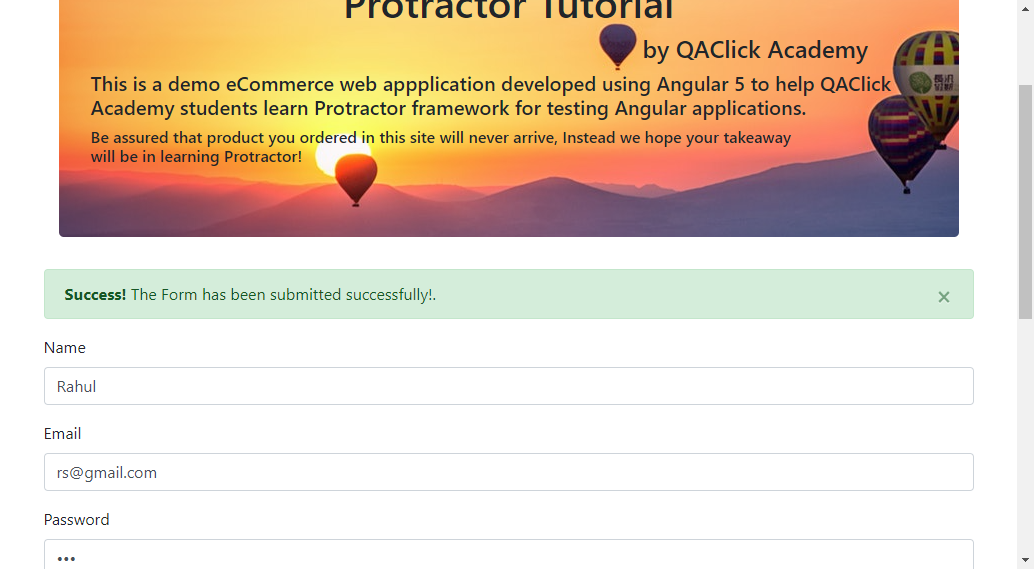 Protractor Tutorial
by QAClick Academy
This is a demo eCommerce web appplication developed using Angular 5 to help QAClick
Academy students learn Protractor framework for testing Angular applications.
Be assured that product you ordered in this site will never arrive, Instead we hope your takeaway
will be in learning Protractor!
Success! The Form has been submitted successfully!.
×
Name
Rahul
Email
rs@gmail.com
Password
•••